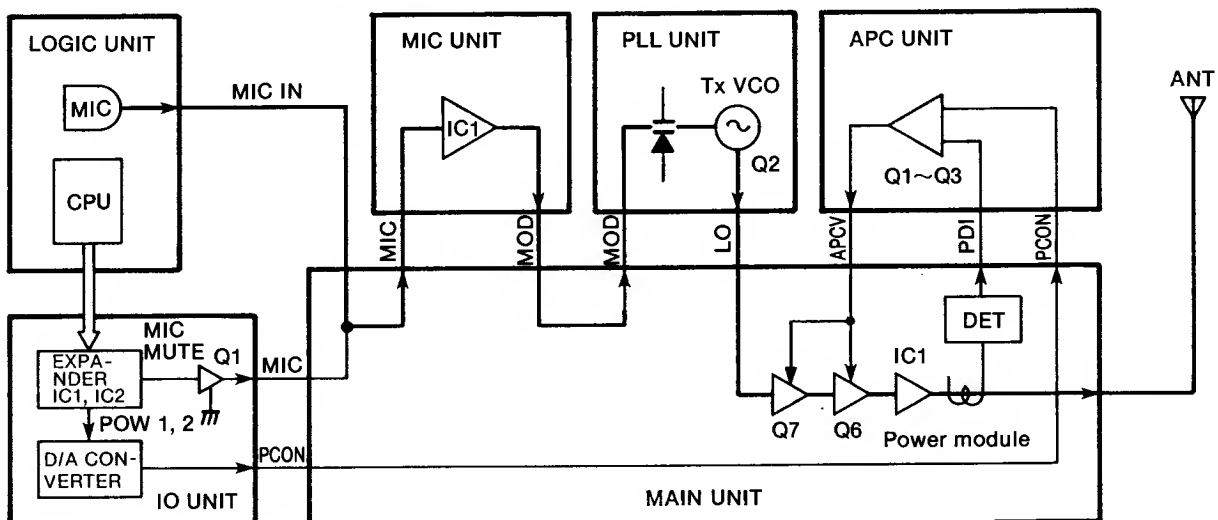 LOGIC UNIT
MIC
CPU
MIC IN
MIC UNIT
IC1
PLL UNIT
Tx VCO
Q2
APC UNIT
Q1～Q3
ANT
MIC
MOD
MOD
LO
APCV
PDI
PCON
EXPA-
NDER
IC1, IC2
MIC
MUTE
Q1
MIC
POW 1, 2
D/A CON-
VERTER
PCON
IO UNIT
DET
IC1
Q7
Q6
Power module
MAIN UNIT